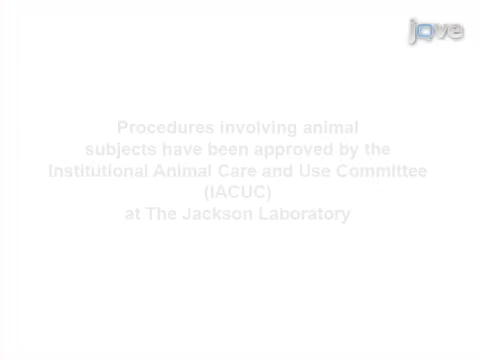 jove
Procedures involving animal
subjects have been approved by the
Institutional Animal Care and Use Committee
(IACUC)
at The Jackson Laboratory